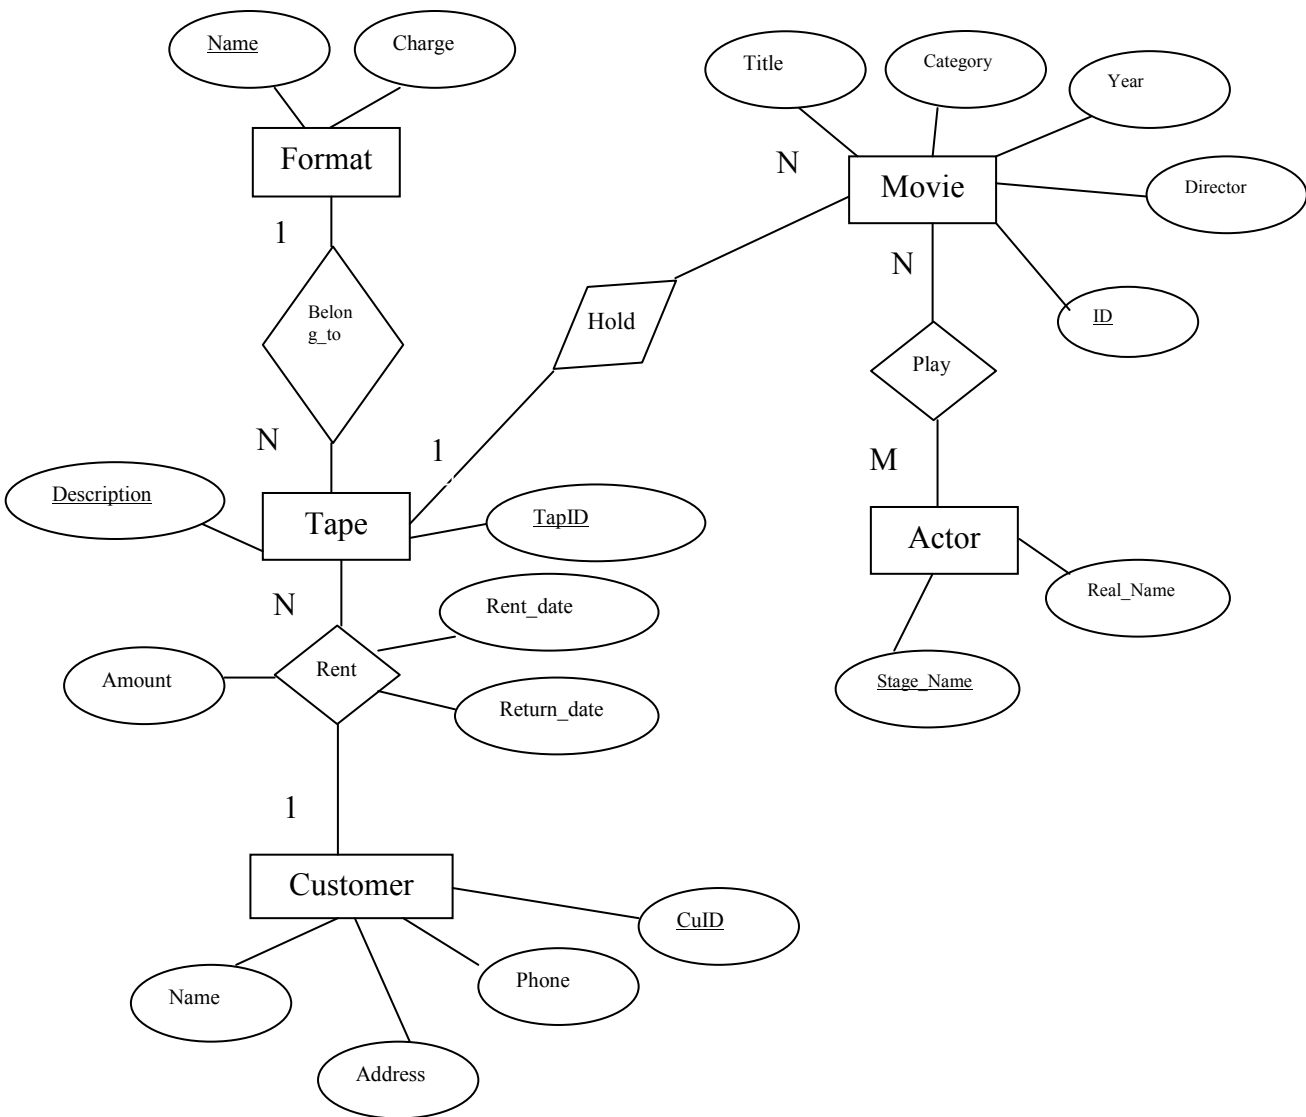 Name
Charge
Title
Category
Year
Format
N
Movie
Director
1
N
Belon
g_to
Hold
ID
Play
N
1
M
Description
Tape
TapID
Actor
N
Rent_date
Real_Name
Amount
Rent
Stage_Name
Return_date
1
Customer
CuID
Name
Phone
Address